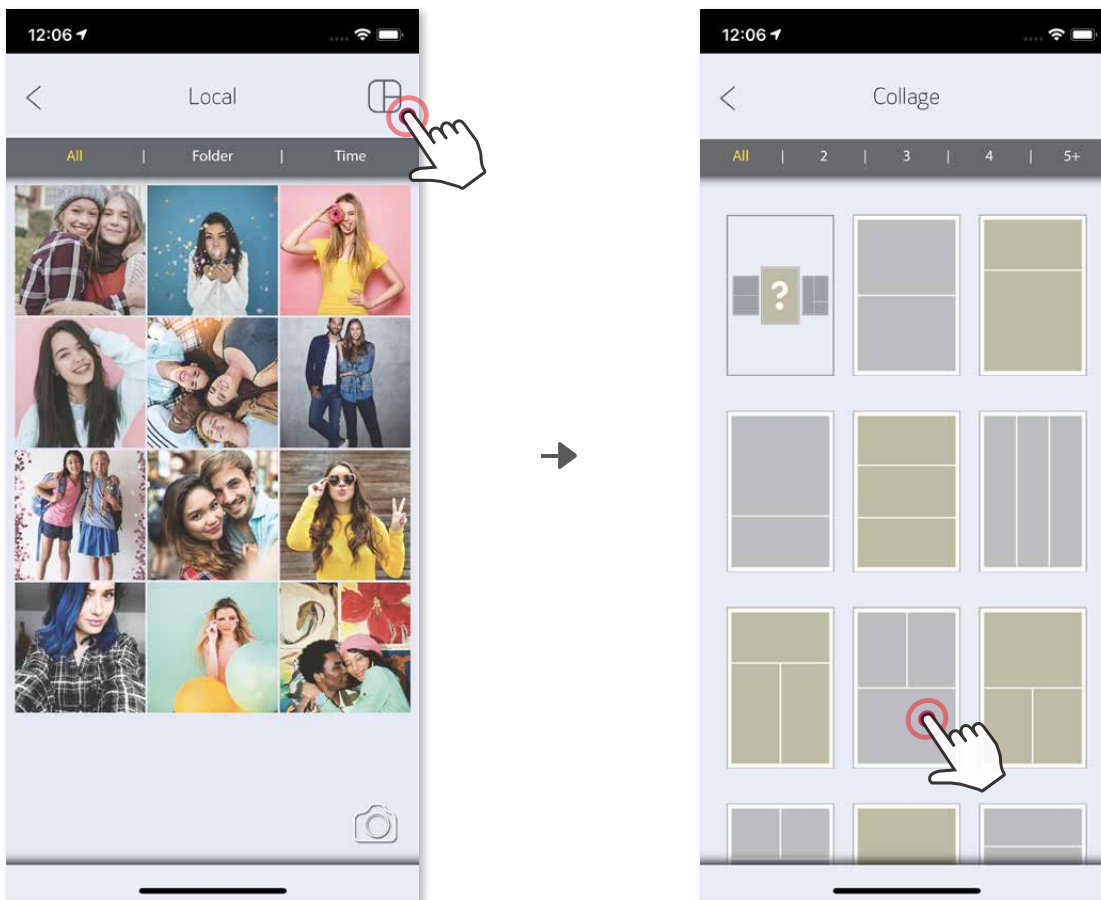 12:06
Local
All | Folder | Time
12:06
Collage
All | 2 | 3 | 4 | 5+
?